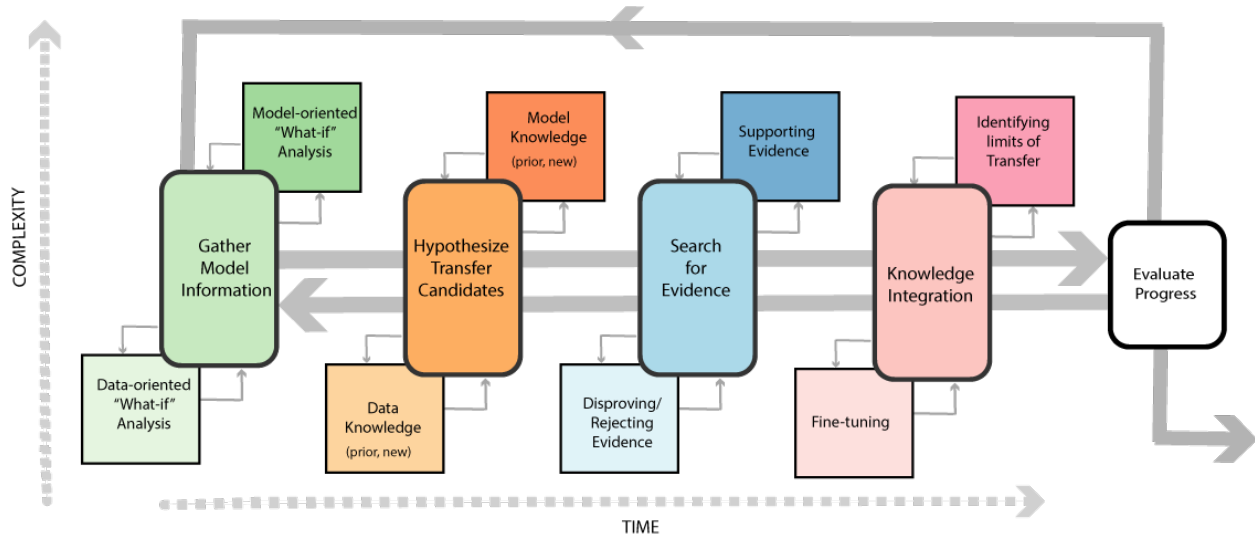 COMPLEXITY
Model-oriented
“What-if”
Analysis
Gather
Model
Information
Data-oriented
“What-if”
Analysis
Model
Knowledge
(prior, new)
Hypothesize
Transfer
Candidates
Data
Knowledge
(prior, new)
Supporting
Evidence
Search
for
Evidence
Disproving/
Rejecting
Evidence
Identifying
limits of
Transfer
Knowledge
Integration
Fine-tuning
Evaluate
Progress
TIME